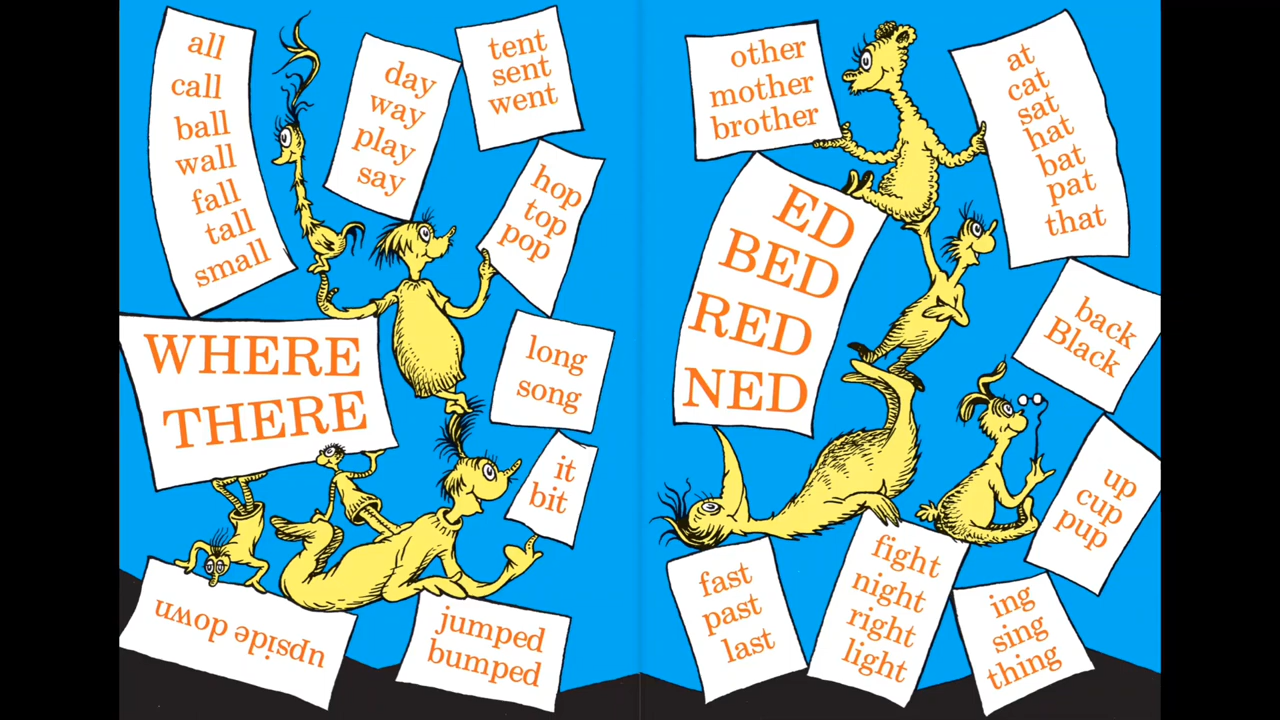 all
call
ball
wall
fall
tall
small
day
way
play
say
tent
sent
went
hop
top
pop
WHERE
THERE
long
song
it
bit
upside down
jumped
bumped
other
mother
brother
at
cat
sat
hat
bat
pat
that
ED
BED
RED
NED
back
Black
up
cup
pup
fast
past
last
fight
night
right
light
ing
sing
thing